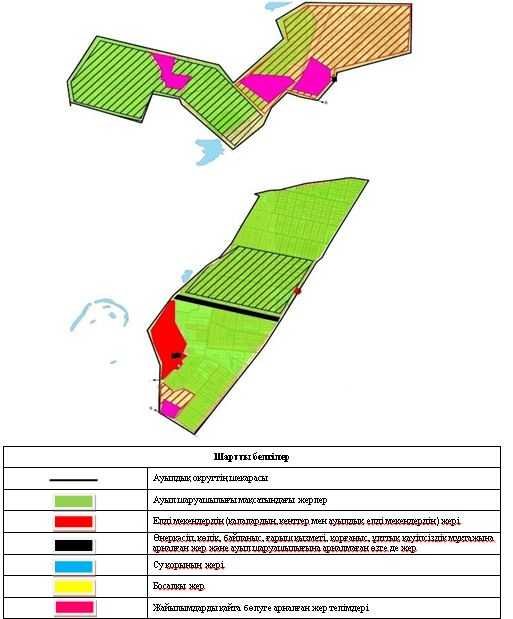 Шартты белгілер
Ауылдық округтің шекарасы
Ауыл шаруашылығы мақсатындағы жерлер
Елді мекендердің (қалалардың, кенттер мен ауылдық елді мекендердің) жері
Өнеркәсіп, көлік, байланыс, ғарыш қызметі, қорғаныс, ұлттық қауіпсіздік мұқтажына
арналған жер және ауыл шаруашылығына арналмаған өзге де жер
Су қорының жері
Босалқы жер
Жайылымдарды қайта бөлуге арналған жер телімдері